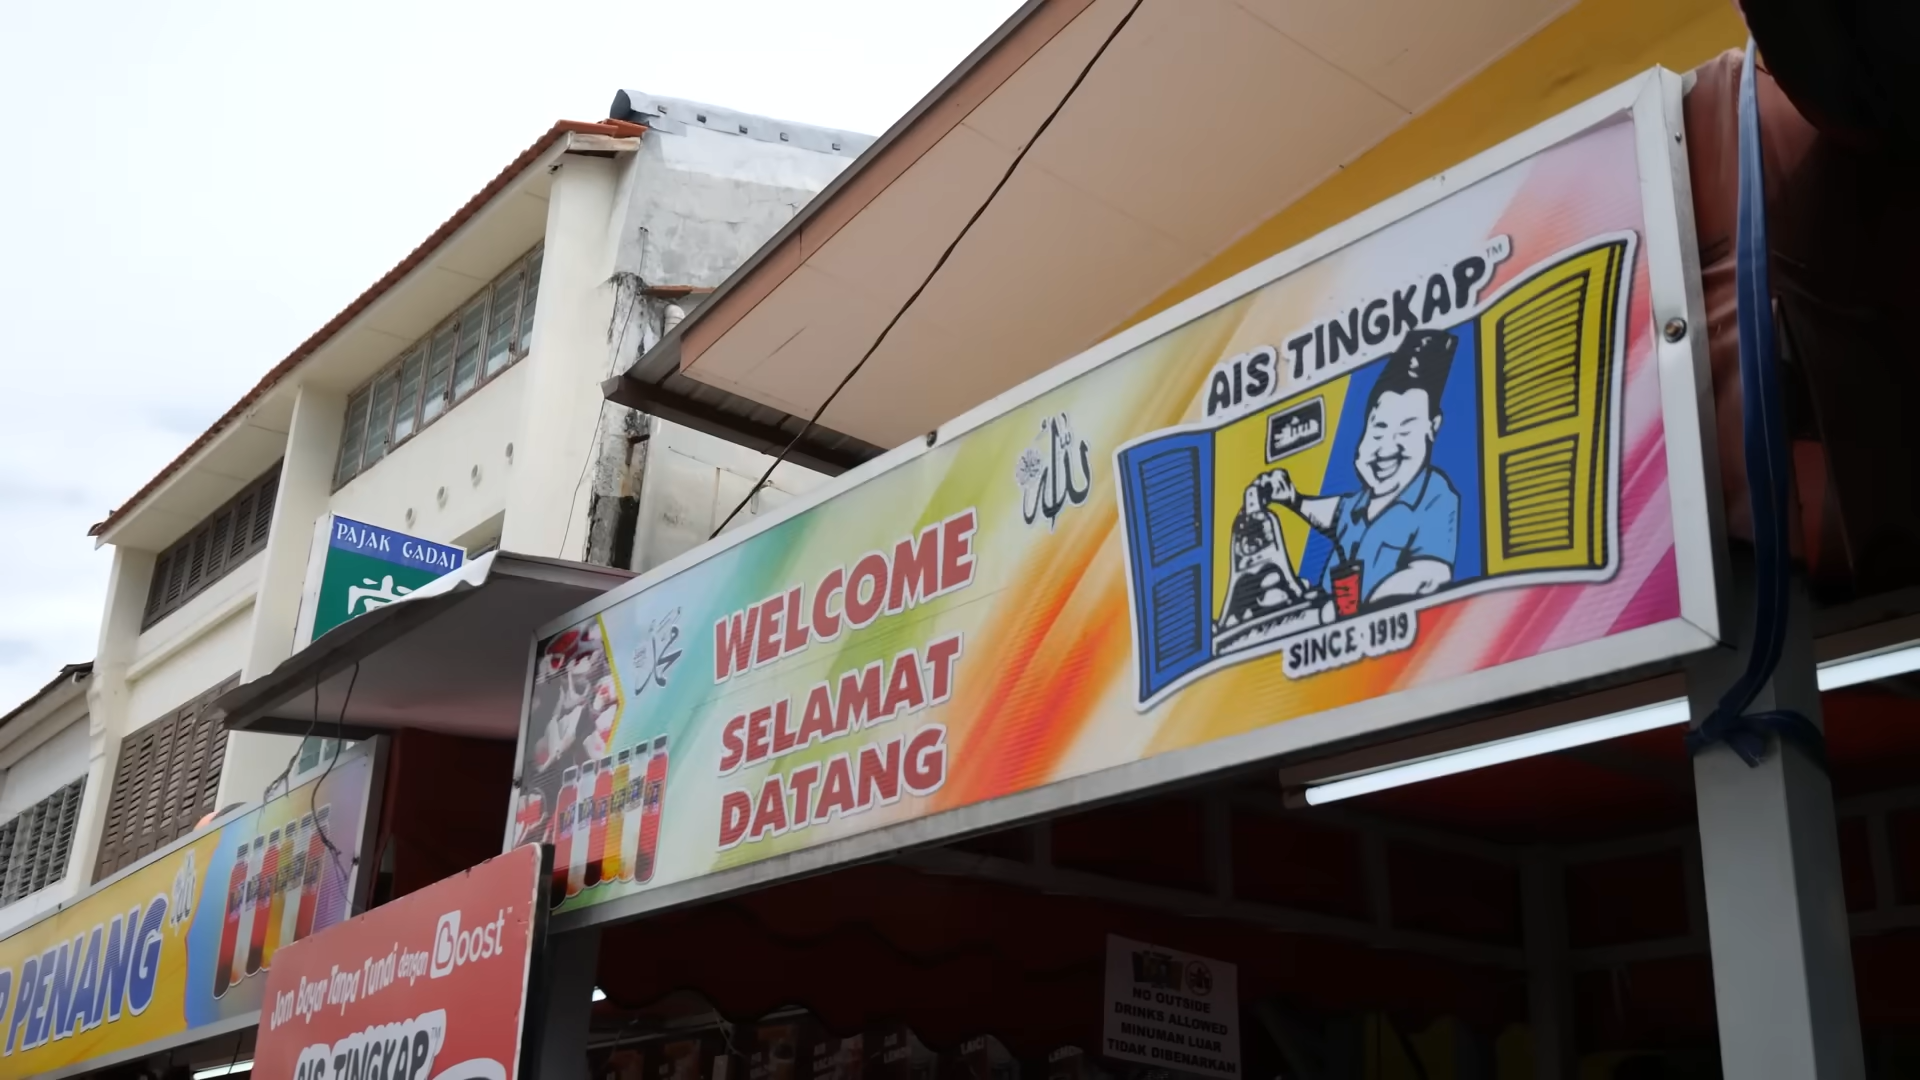 PAJAK GADAI
AIS TINGKAP™
SINCE 1919
الله
محمد
WELCOME
SELAMAT
DATANG
PENANG
Jom Bayar Tanpa Tunai dengan Boost
AIS TINGKAP™
NO OUTSIDE
DRINKS ALLOWED
MINUMAN LUAR
TIDAK DIBENARKAN